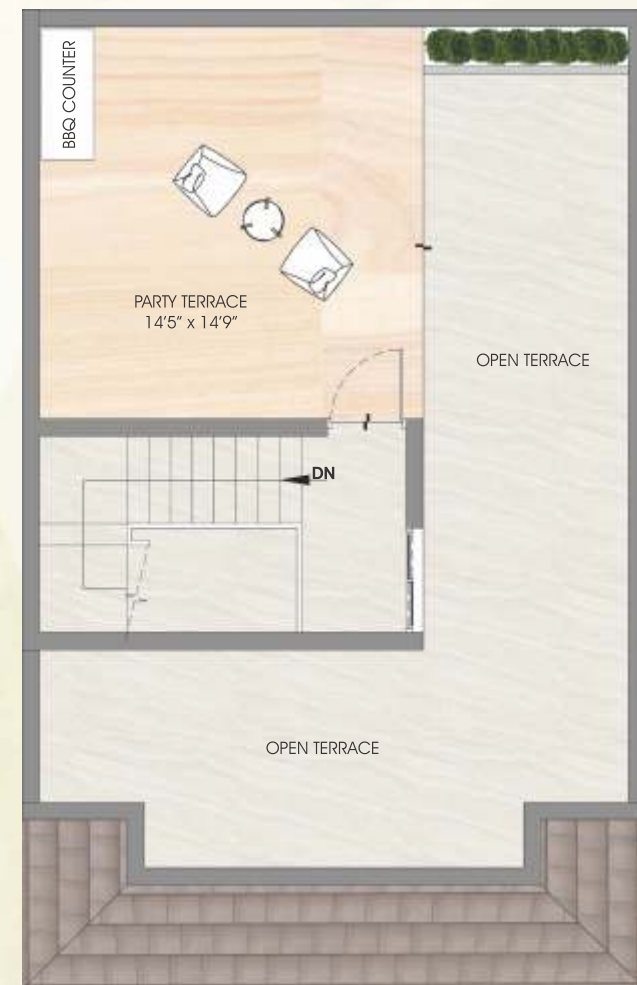 BBQ COUNTER
PARTY TERRACE
14'5" x 14'9"
OPEN TERRACE
DN
OPEN TERRACE